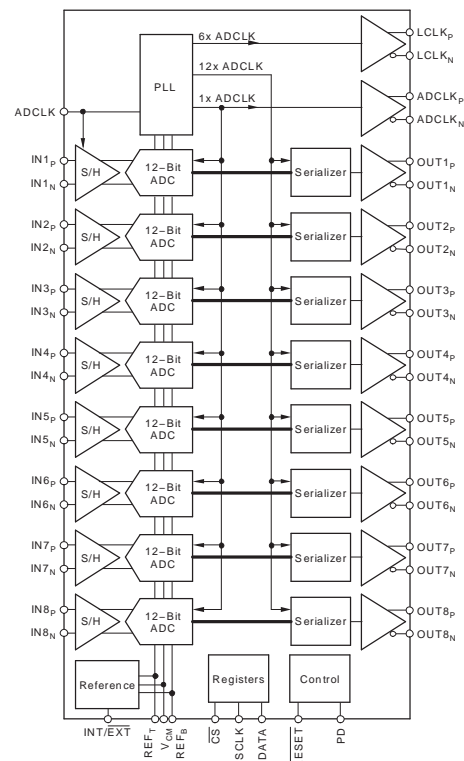 6x ADCLK
LCLKP
12x ADCLK
LCLKN
PLL
1x ADCLK
ADCLKP
ADCLK
ADCLKN
IN1P
S/H
12−Bit
ADC
Serializer
OUT1P
IN1N
OUT1N
IN2P
S/H
12−Bit
ADC
Serializer
OUT2P
IN2N
OUT2N
IN3P
S/H
12−Bit
ADC
Serializer
OUT3P
IN3N
OUT3N
IN4P
S/H
12−Bit
ADC
Serializer
OUT4P
IN4N
OUT4N
IN5P
S/H
12−Bit
ADC
Serializer
OUT5P
IN5N
OUT5N
IN6P
S/H
12−Bit
ADC
Serializer
OUT6P
IN6N
OUT6N
IN7P
S/H
12−Bit
ADC
Serializer
OUT7P
IN7N
OUT7N
IN8P
S/H
12−Bit
ADC
Serializer
OUT8P
IN8N
OUT8N
Reference
Registers
Control
INT/EXT
REFT
VCM
REFB
CS
SCLK
DATA
ESET
PD